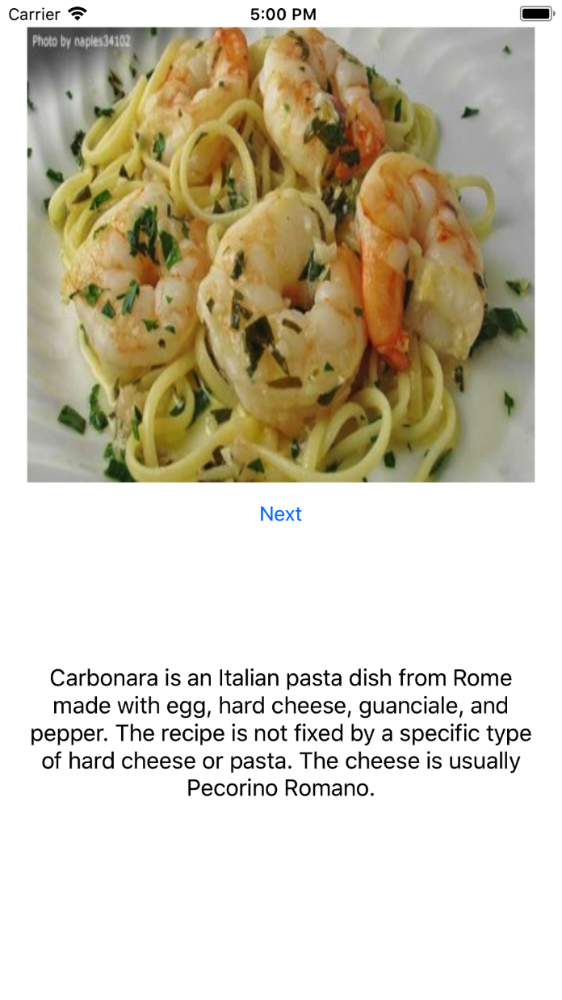 Carrier
5:00 PM
Photo by naples34102
Next
Carbonara is an Italian pasta dish from Rome
made with egg, hard cheese, guanciale, and
pepper. The recipe is not fixed by a specific type
of hard cheese or pasta. The cheese is usually
Pecorino Romano.